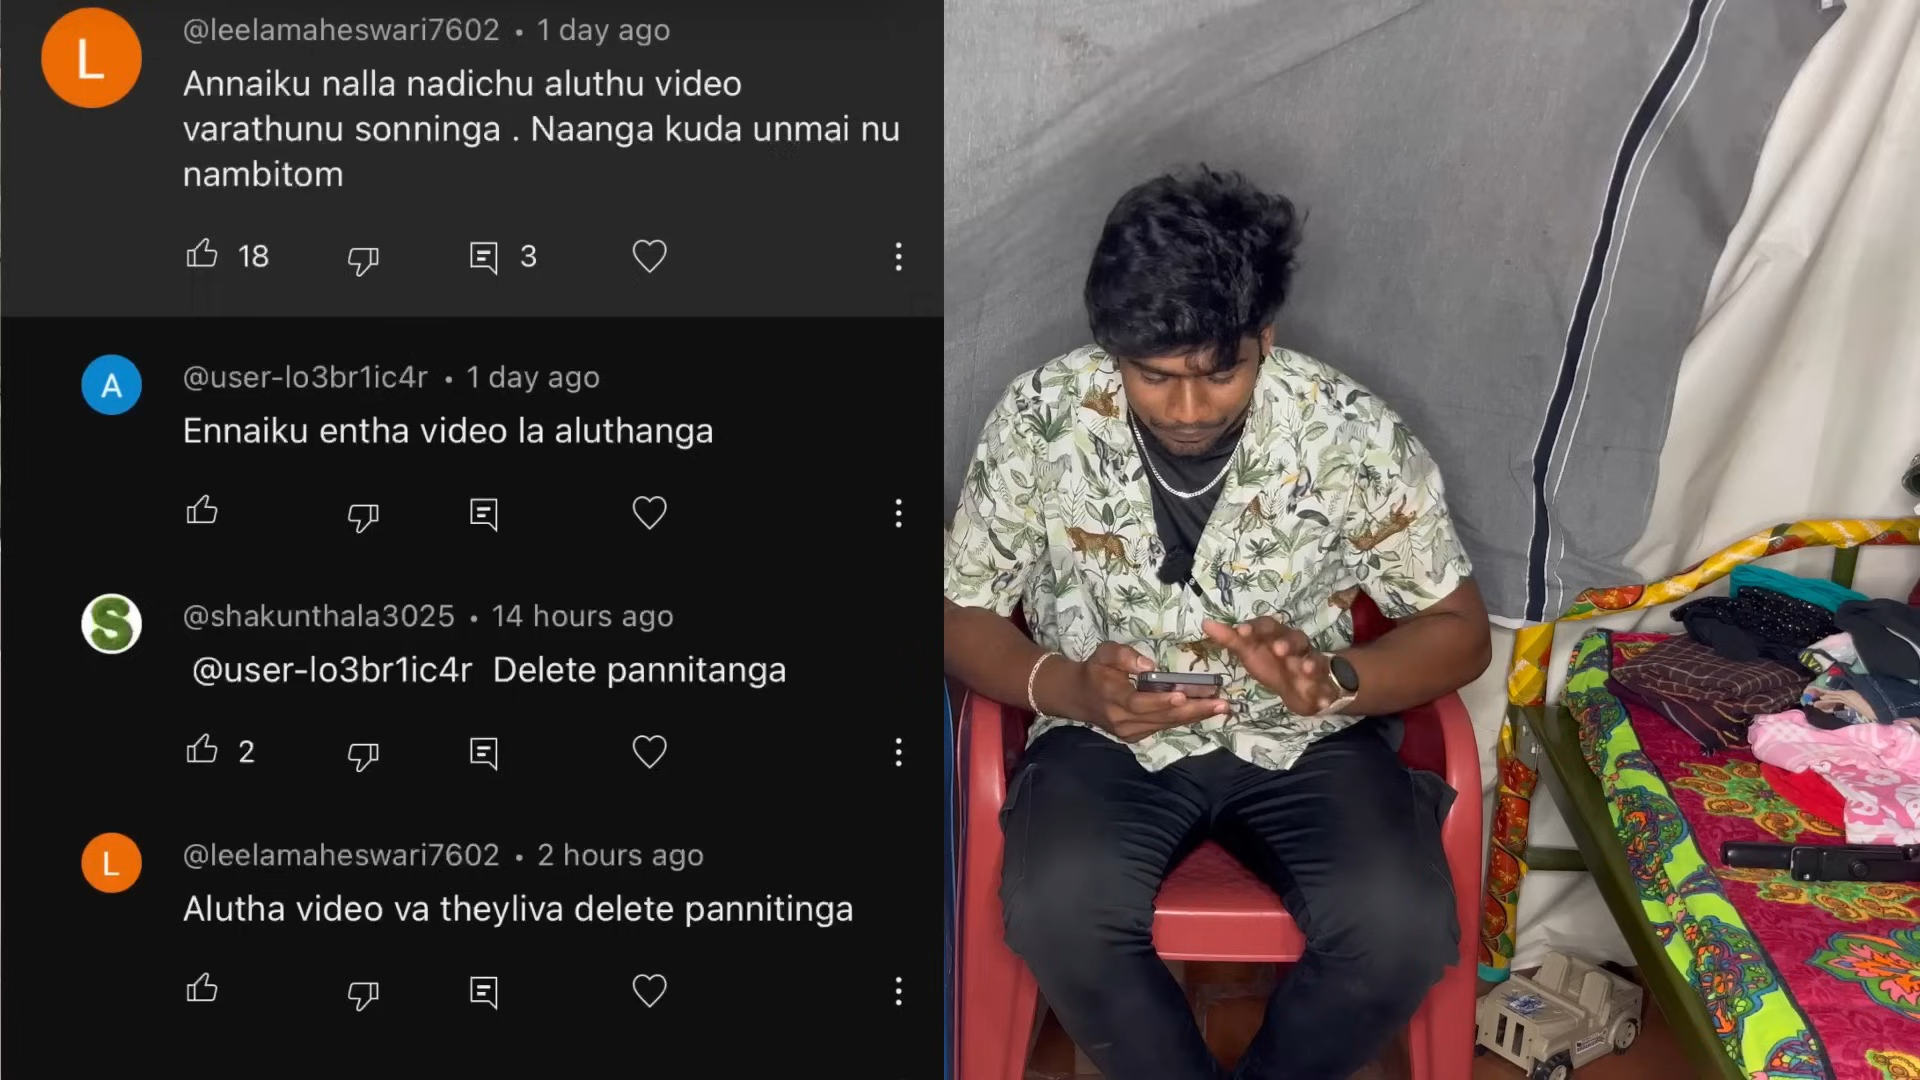 L
@leelamaheswari7602 • 1 day ago
Annaiku nalla nadichu aluthu video
varathunu sonninga . Naanga kuda unmai nu
nambitom
18
3
A
@user-lo3br1ic4r • 1 day ago
Ennaiku entha video la aluthanga
S
@shakunthala3025 • 14 hours ago
@user-lo3br1ic4r Delete pannitanga
2
L
@leelamaheswari7602 • 2 hours ago
Alutha video va theyliva delete pannitinga